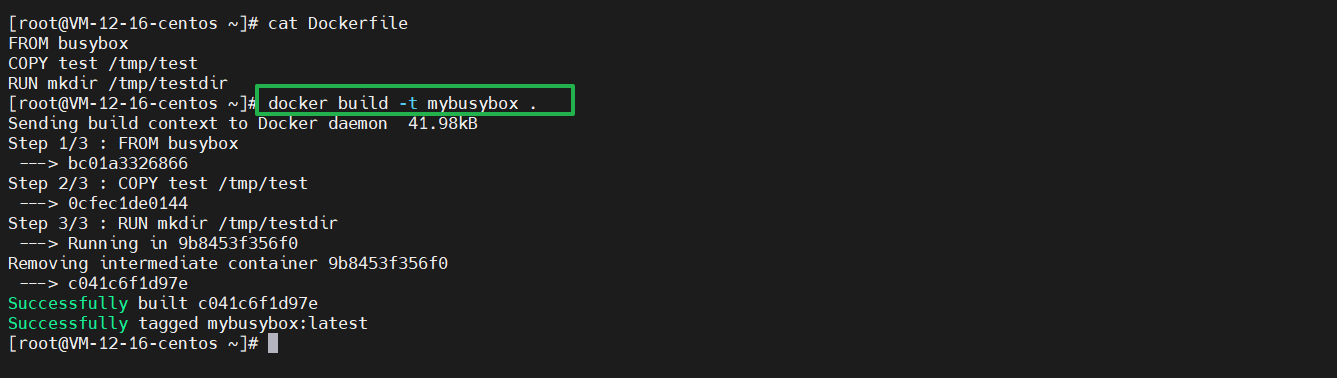 [root@VM-12-16-centos ~]# cat Dockerfile
FROM busybox
COPY test /tmp/test
RUN mkdir /tmp/testdir
[root@VM-12-16-centos ~]# docker build -t mybusybox .
Sending build context to Docker daemon  41.98kB
Step 1/3 : FROM busybox
 ---> bc01a3326866
Step 2/3 : COPY test /tmp/test
 ---> 0cfec1de0144
Step 3/3 : RUN mkdir /tmp/testdir
 ---> Running in 9b8453f356f0
Removing intermediate container 9b8453f356f0
 ---> c041c6f1d97e
Successfully built c041c6f1d97e
Successfully tagged mybusybox:latest
[root@VM-12-16-centos ~]#